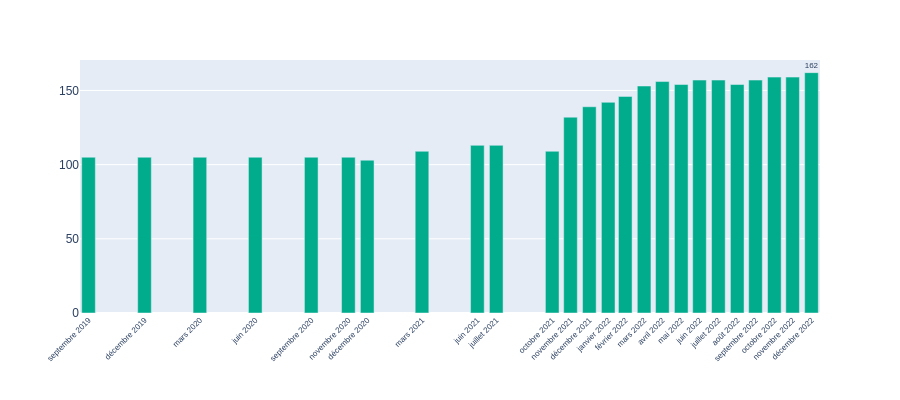 162
150
100
50
0
septembre 2019
décembre 2019
mars 2020
juin 2020
septembre 2020
novembre 2020
décembre 2020
mars 2021
juin 2021
juillet 2021
octobre 2021
novembre 2021
décembre 2021
janvier 2022
février 2022
mars 2022
avril 2022
mai 2022
juin 2022
juillet 2022
août 2022
septembre 2022
octobre 2022
novembre 2022
décembre 2022